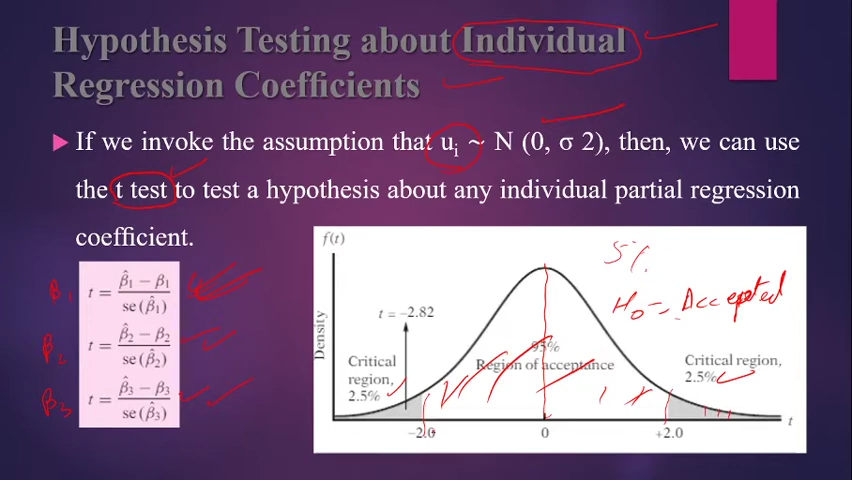 Hypothesis Testing about Individual
Regression Coefficients
If we invoke the assumption that uᵢ ~ N (0, σ 2), then, we can use
the t test to test a hypothesis about any individual partial regression
coefficient.
β₁ t = (β̂₁ − β₁) / se (β̂₁)
β₂ t = (β̂₂ − β₂) / se (β̂₂)
β₃ t = (β̂₃ − β₃) / se (β̂₃)
f(t)
5%
H₀ = Accepted
t = −2.82
Density
95%
Region of acceptance
Critical
region,
2.5%
Critical region,
2.5%
−2.0 0 +2.0 t